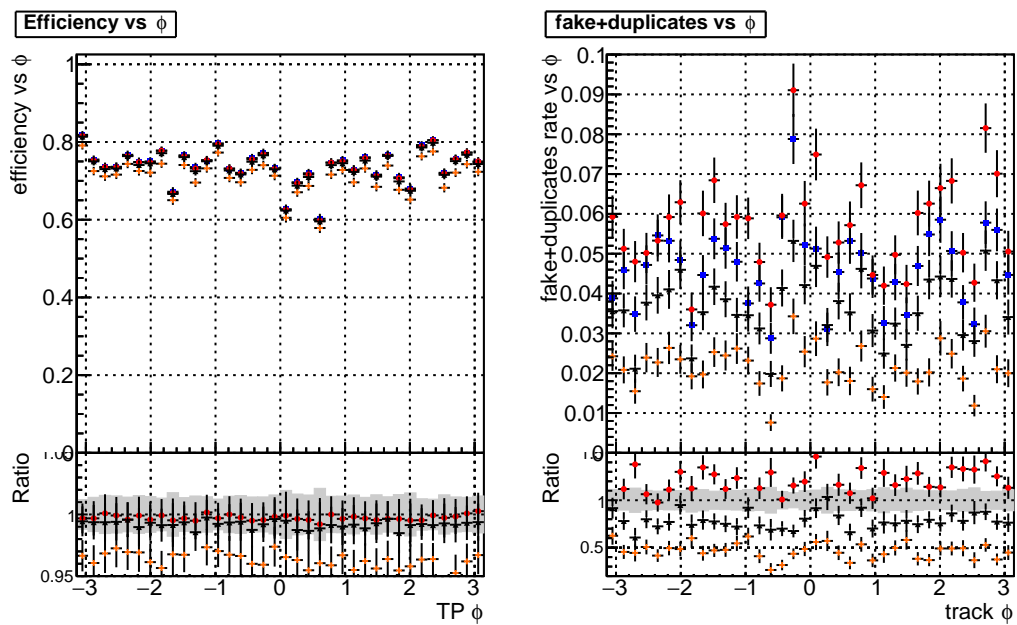 Efficiency vs ϕ
efficiency vs ϕ
1
0.8
0.6
0.4
0.2
0
Ratio
1
0.95
−3 −2 −1 0 1 2 3
TP ϕ
fake+duplicates vs ϕ
fake+duplicates rate vs ϕ
0.1
0.09
0.08
0.07
0.06
0.05
0.04
0.03
0.02
0.01
0
Ratio
1
0.5
−3 −2 −1 0 1 2 3
track ϕ